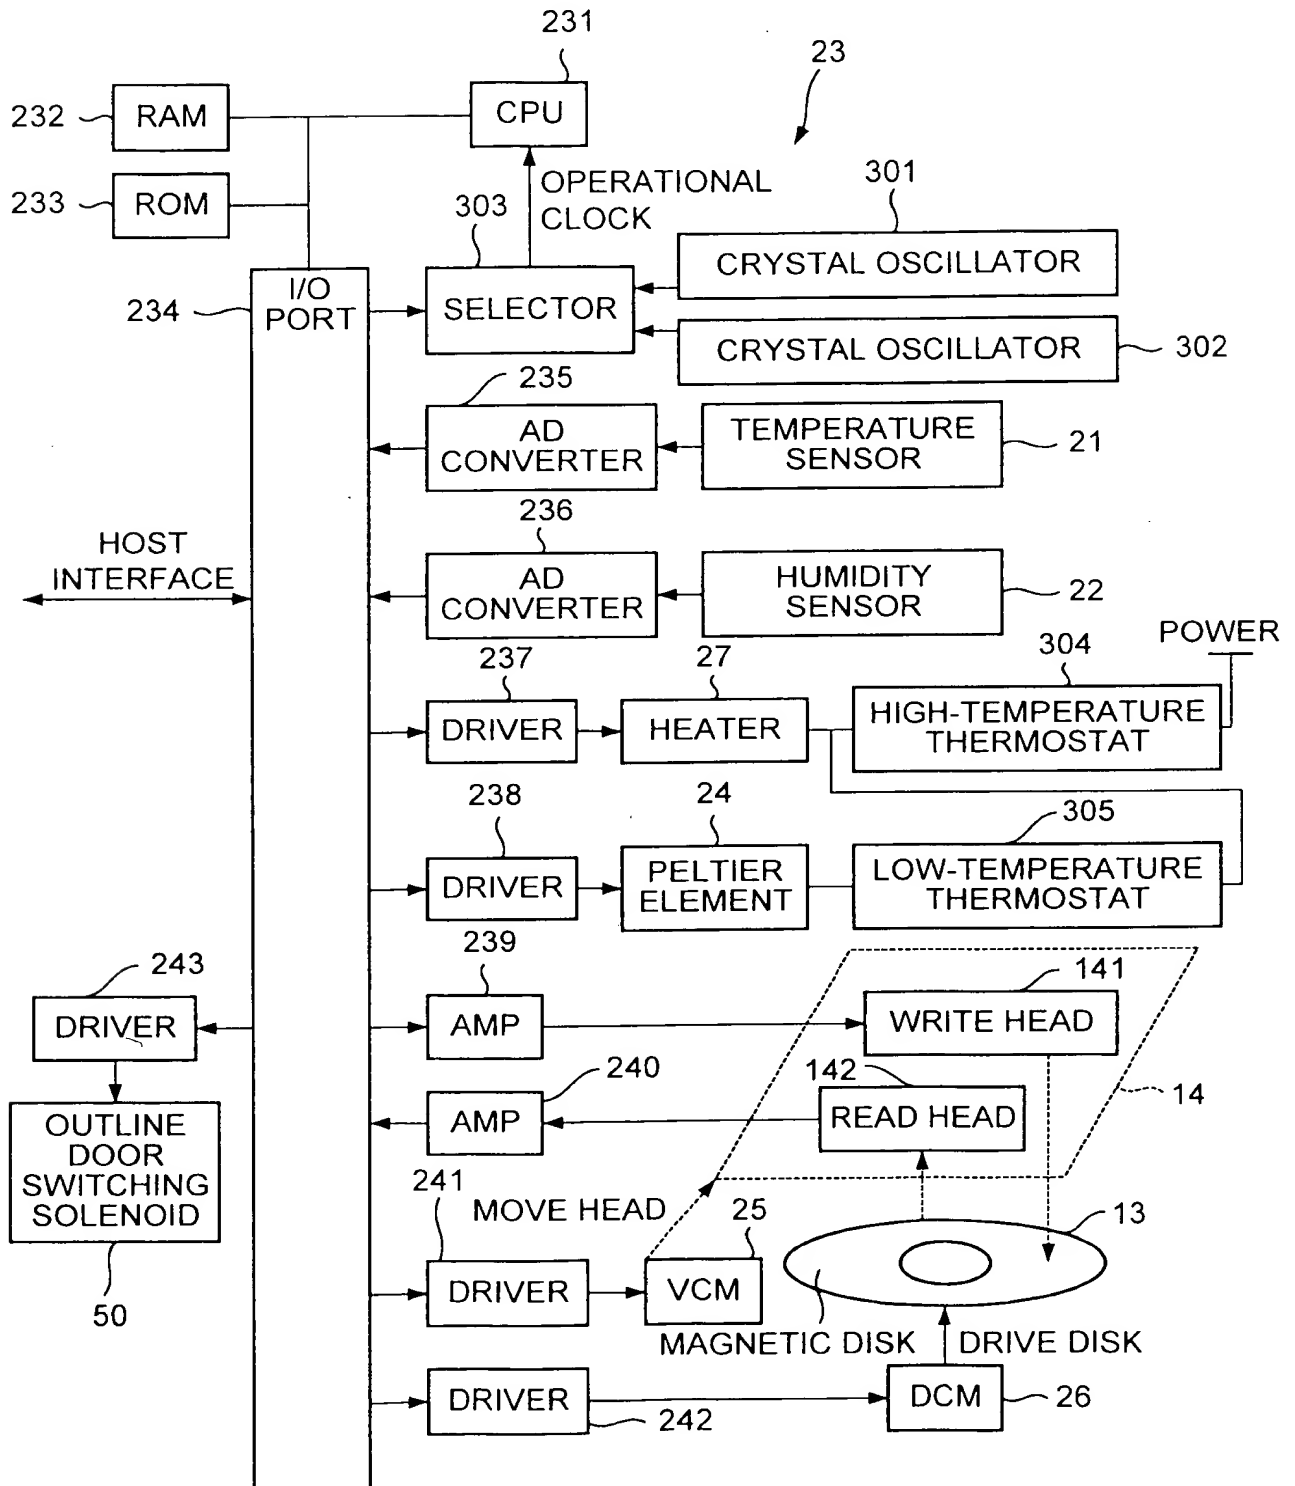 231
23
232
RAM
CPU
233
ROM
OPERATIONAL
CLOCK
303
301
CRYSTAL OSCILLATOR
234
I/O
PORT
SELECTOR
CRYSTAL OSCILLATOR
302
235
AD
CONVERTER
TEMPERATURE
SENSOR
21
236
HOST
INTERFACE
AD
CONVERTER
HUMIDITY
SENSOR
22
POWER
237
27
304
DRIVER
HEATER
HIGH-TEMPERATURE
THERMOSTAT
238
24
305
DRIVER
PELTIER
ELEMENT
LOW-TEMPERATURE
THERMOSTAT
239
243
141
DRIVER
AMP
WRITE HEAD
240
142
14
AMP
READ HEAD
OUTLINE
DOOR
SWITCHING
SOLENOID
50
241
MOVE HEAD
25
13
DRIVER
VCM
MAGNETIC DISK
DRIVE DISK
DRIVER
242
DCM
26